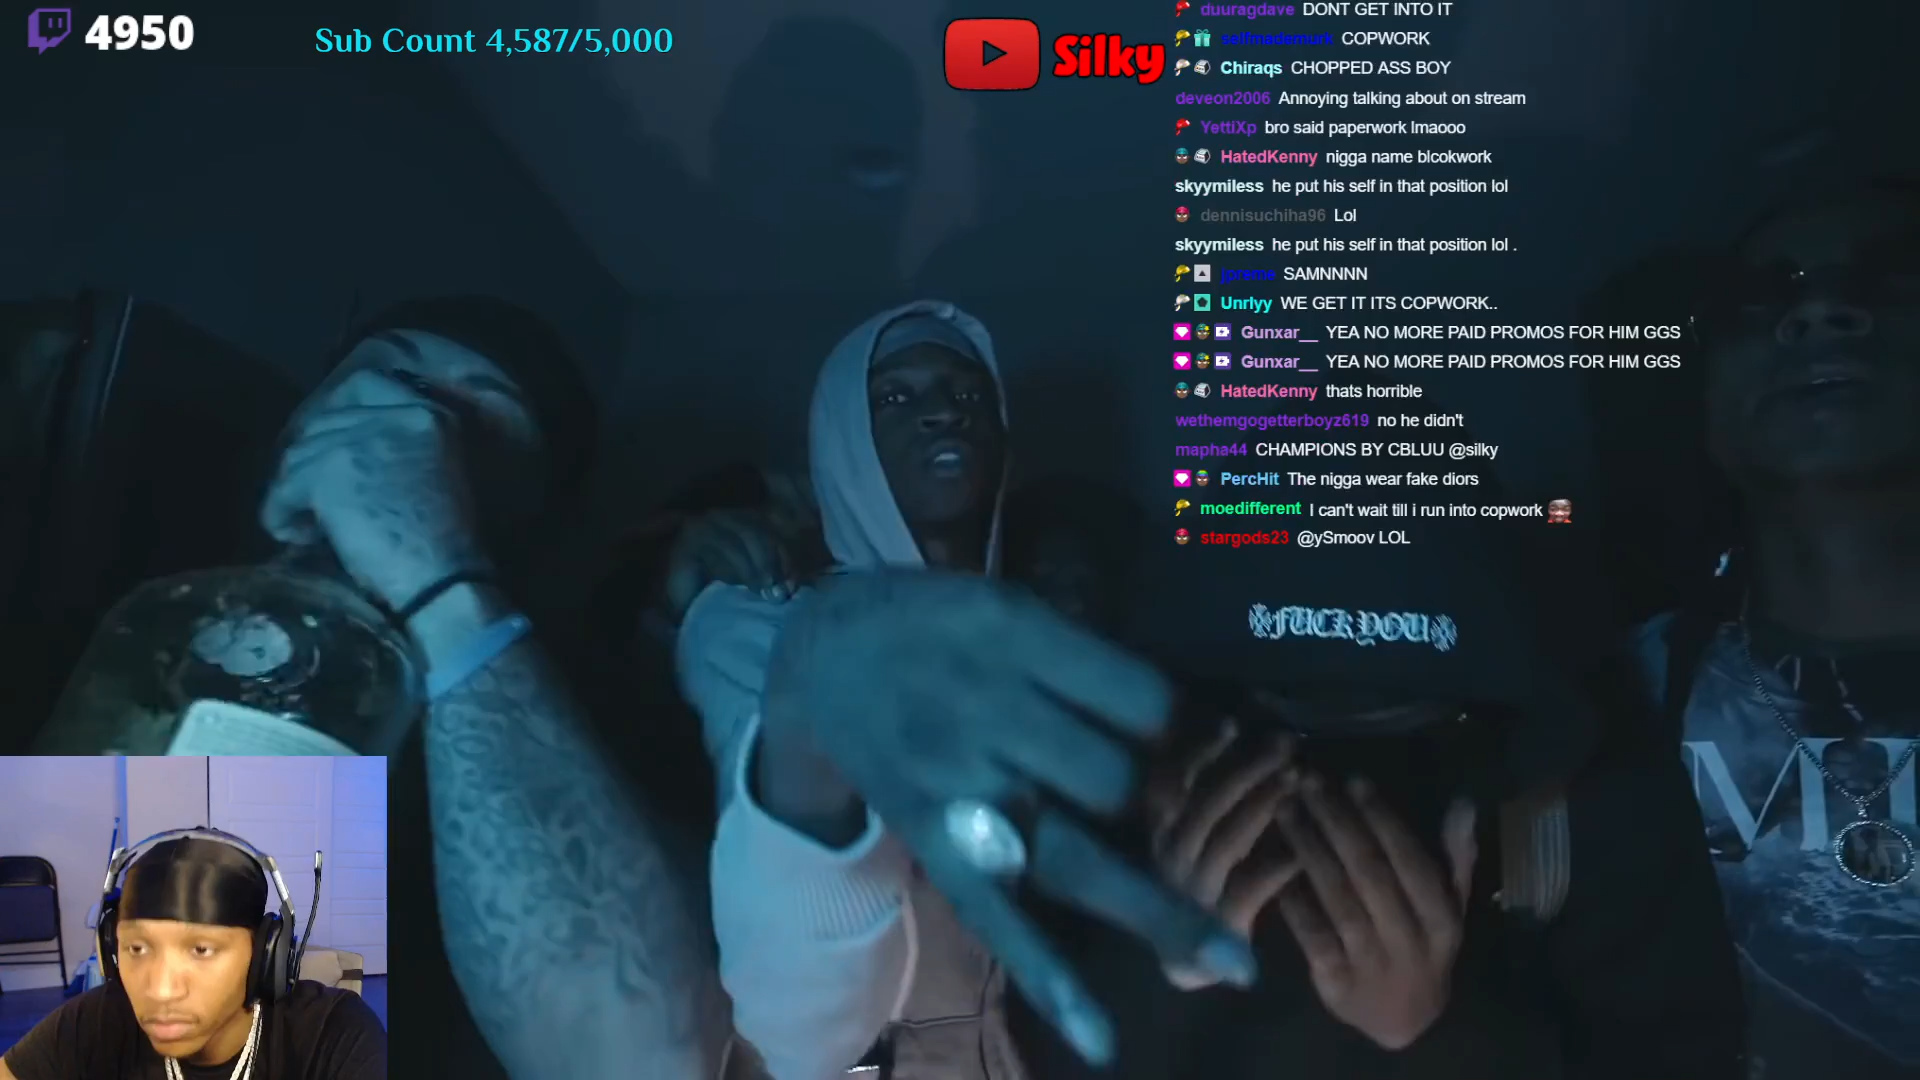 4950
Sub Count 4,587/5,000
Silky
duuragdave DONT GET INTO IT
selfmademurk COPWORK
Chiraqs CHOPPED ASS BOY
deveon2006 Annoying talking about on stream
YettiXp bro said paperwork lmaooo
HatedKenny nigga name blcokwork
skyymiless he put his self in that position lol
dennisuchiha96 Lol
skyymiless he put his self in that position lol .
SAMNNNN
Unrlyy WE GET IT ITS COPWORK..
Gunxar__ YEA NO MORE PAID PROMOS FOR HIM GGS
Gunxar__ YEA NO MORE PAID PROMOS FOR HIM GGS
HatedKenny thats horrible
wethemgogetterboyz619 no he didn't
mapha44 CHAMPIONS BY CBLUU @silky
PercHit The nigga wear fake diors
moedifferent I can't wait till i run into copwork
stargods23 @ySmoov LOL
FUCK YOU